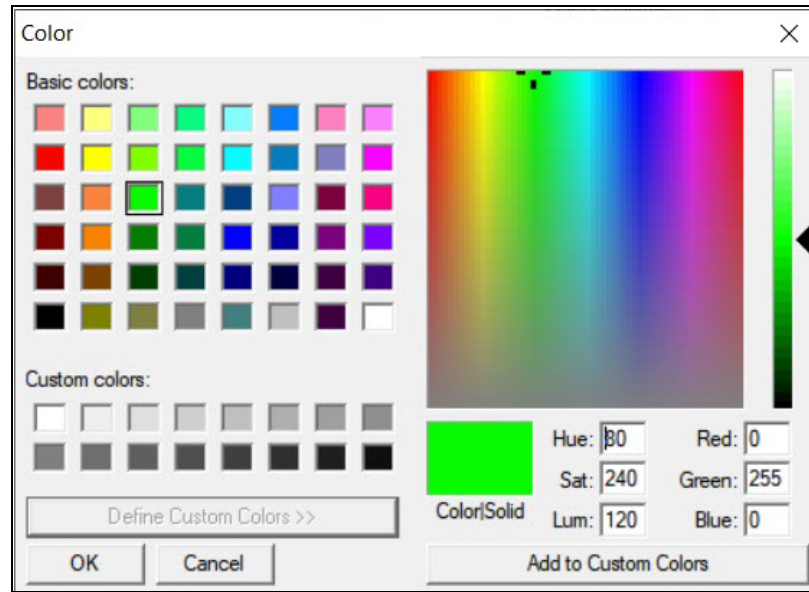 Color
Basic colors:
Custom colors:
Define Custom Colors >>
OK Cancel
Hue: 80 Red: 0
Sat: 240 Green: 255
Color|Solid Lum: 120 Blue: 0
Add to Custom Colors